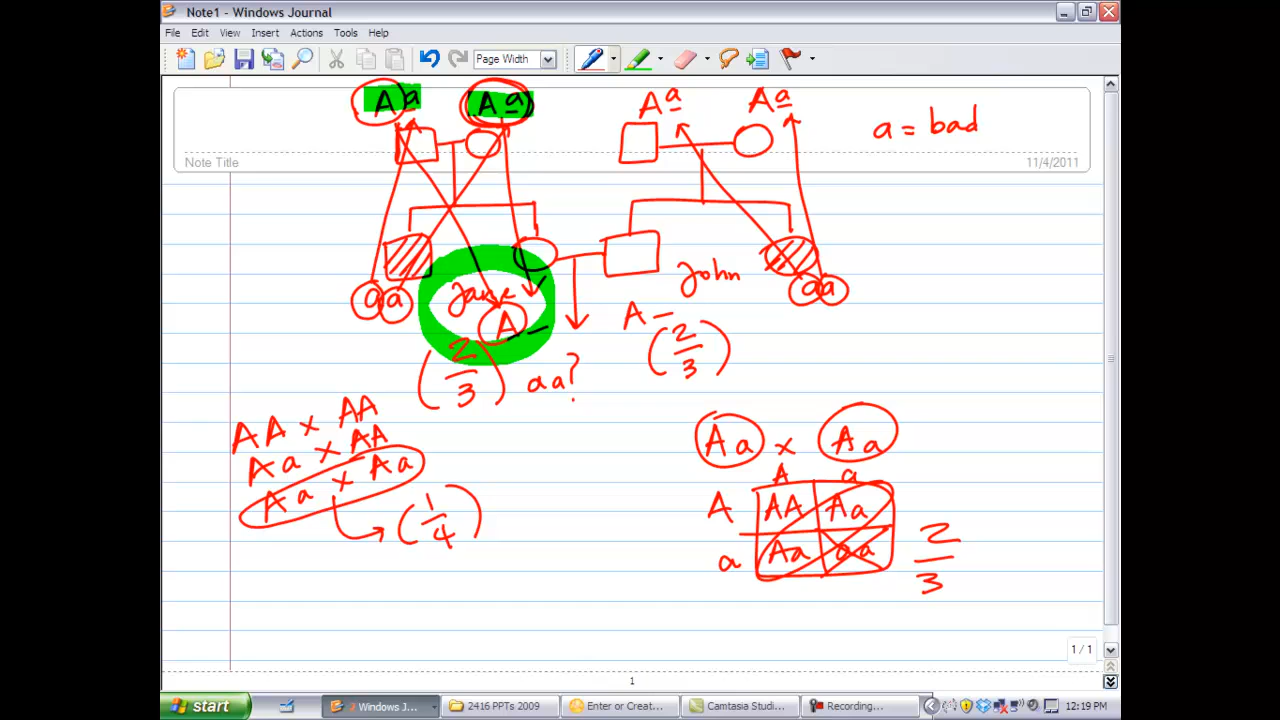 Note1 - Windows Journal
File Edit View Insert Actions Tools Help
Page Width
Aa Aa Aa Aa
a = bad
Note Title
11/4/2011
aa
Jane
A –
(2/3)
aa?
John
A –
(2/3)
aa
AA x AA
Aa x AA
Aa x Aa
(1/4)
Aa x Aa
A a
A AA Aa
a Aa aa
2/3
1 / 1
1
start
Windows J...
2416 PPTs 2009
Enter or Creat...
Camtasia Studi...
Recording...
12:19 PM